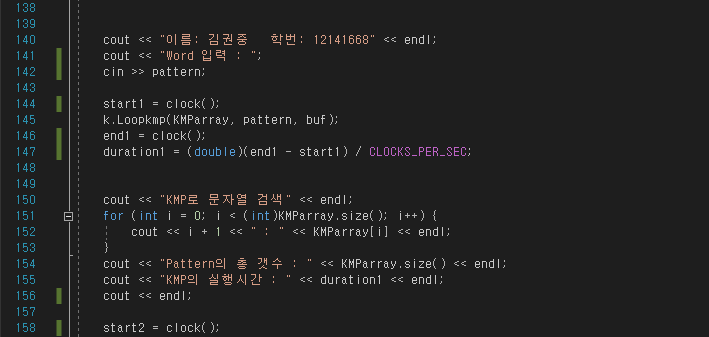 138
139
140 cout << "이름: 김권중   학번: 12141668" << endl;
141 cout << "Word 입력 : ";
142 cin >> pattern;
143
144 start1 = clock();
145 k.Loopkmp(KMParray, pattern, buf);
146 end1 = clock();
147 duration1 = (double)(end1 - start1) / CLOCKS_PER_SEC;
148
149
150 cout << "KMP로 문자열 검색" << endl;
151 for (int i = 0; i < (int)KMParray.size(); i++) {
152 cout << i + 1 << " : " << KMParray[i] << endl;
153 }
154 cout << "Pattern의 총 갯수 : " << KMParray.size() << endl;
155 cout << "KMP의 실행시간 : " << duration1 << endl;
156 cout << endl;
157
158 start2 = clock();